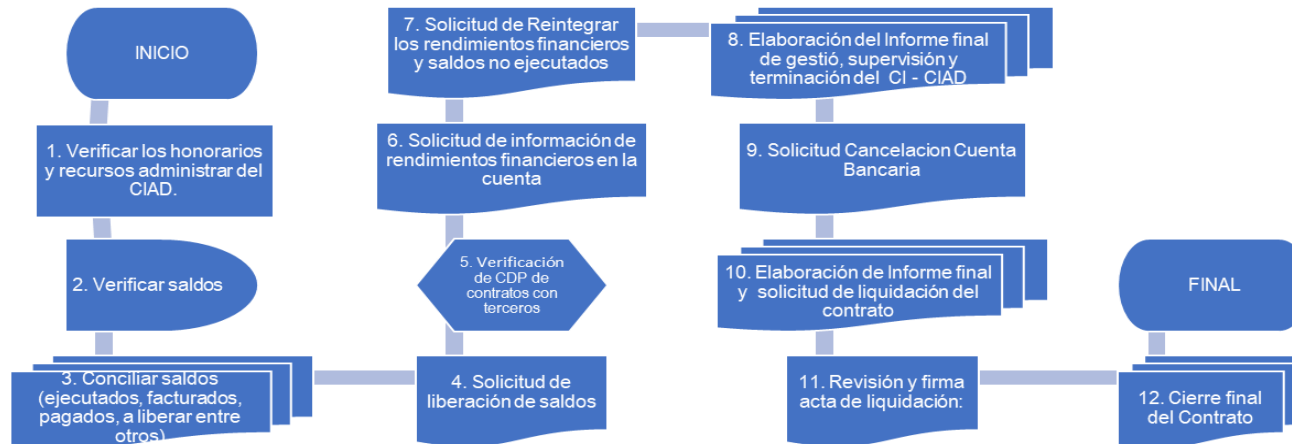 INICIO
1. Verificar los honorarios
y recursos administrar del
CIAD.
2. Verificar saldos
3. Conciliar saldos
(ejecutados, facturados,
pagados, a liberar entre
otros)
4. Solicitud de
liberación de saldos
5. Verificación
de CDP de
contratos con
terceros
6. Solicitud de información de
rendimientos financieros en la
cuenta
7. Solicitud de Reintegrar
los rendimientos financieros
y saldos no ejecutados
8. Elaboración del Informe final
de gestió, supervisión y
terminación del CI - CIAD
9. Solicitud Cancelacion Cuenta
Bancaria
10. Elaboración de Informe final
y solicitud de liquidación del
contrato
11. Revisión y firma
acta de liquidación:
12. Cierre final
del Contrato
FINAL